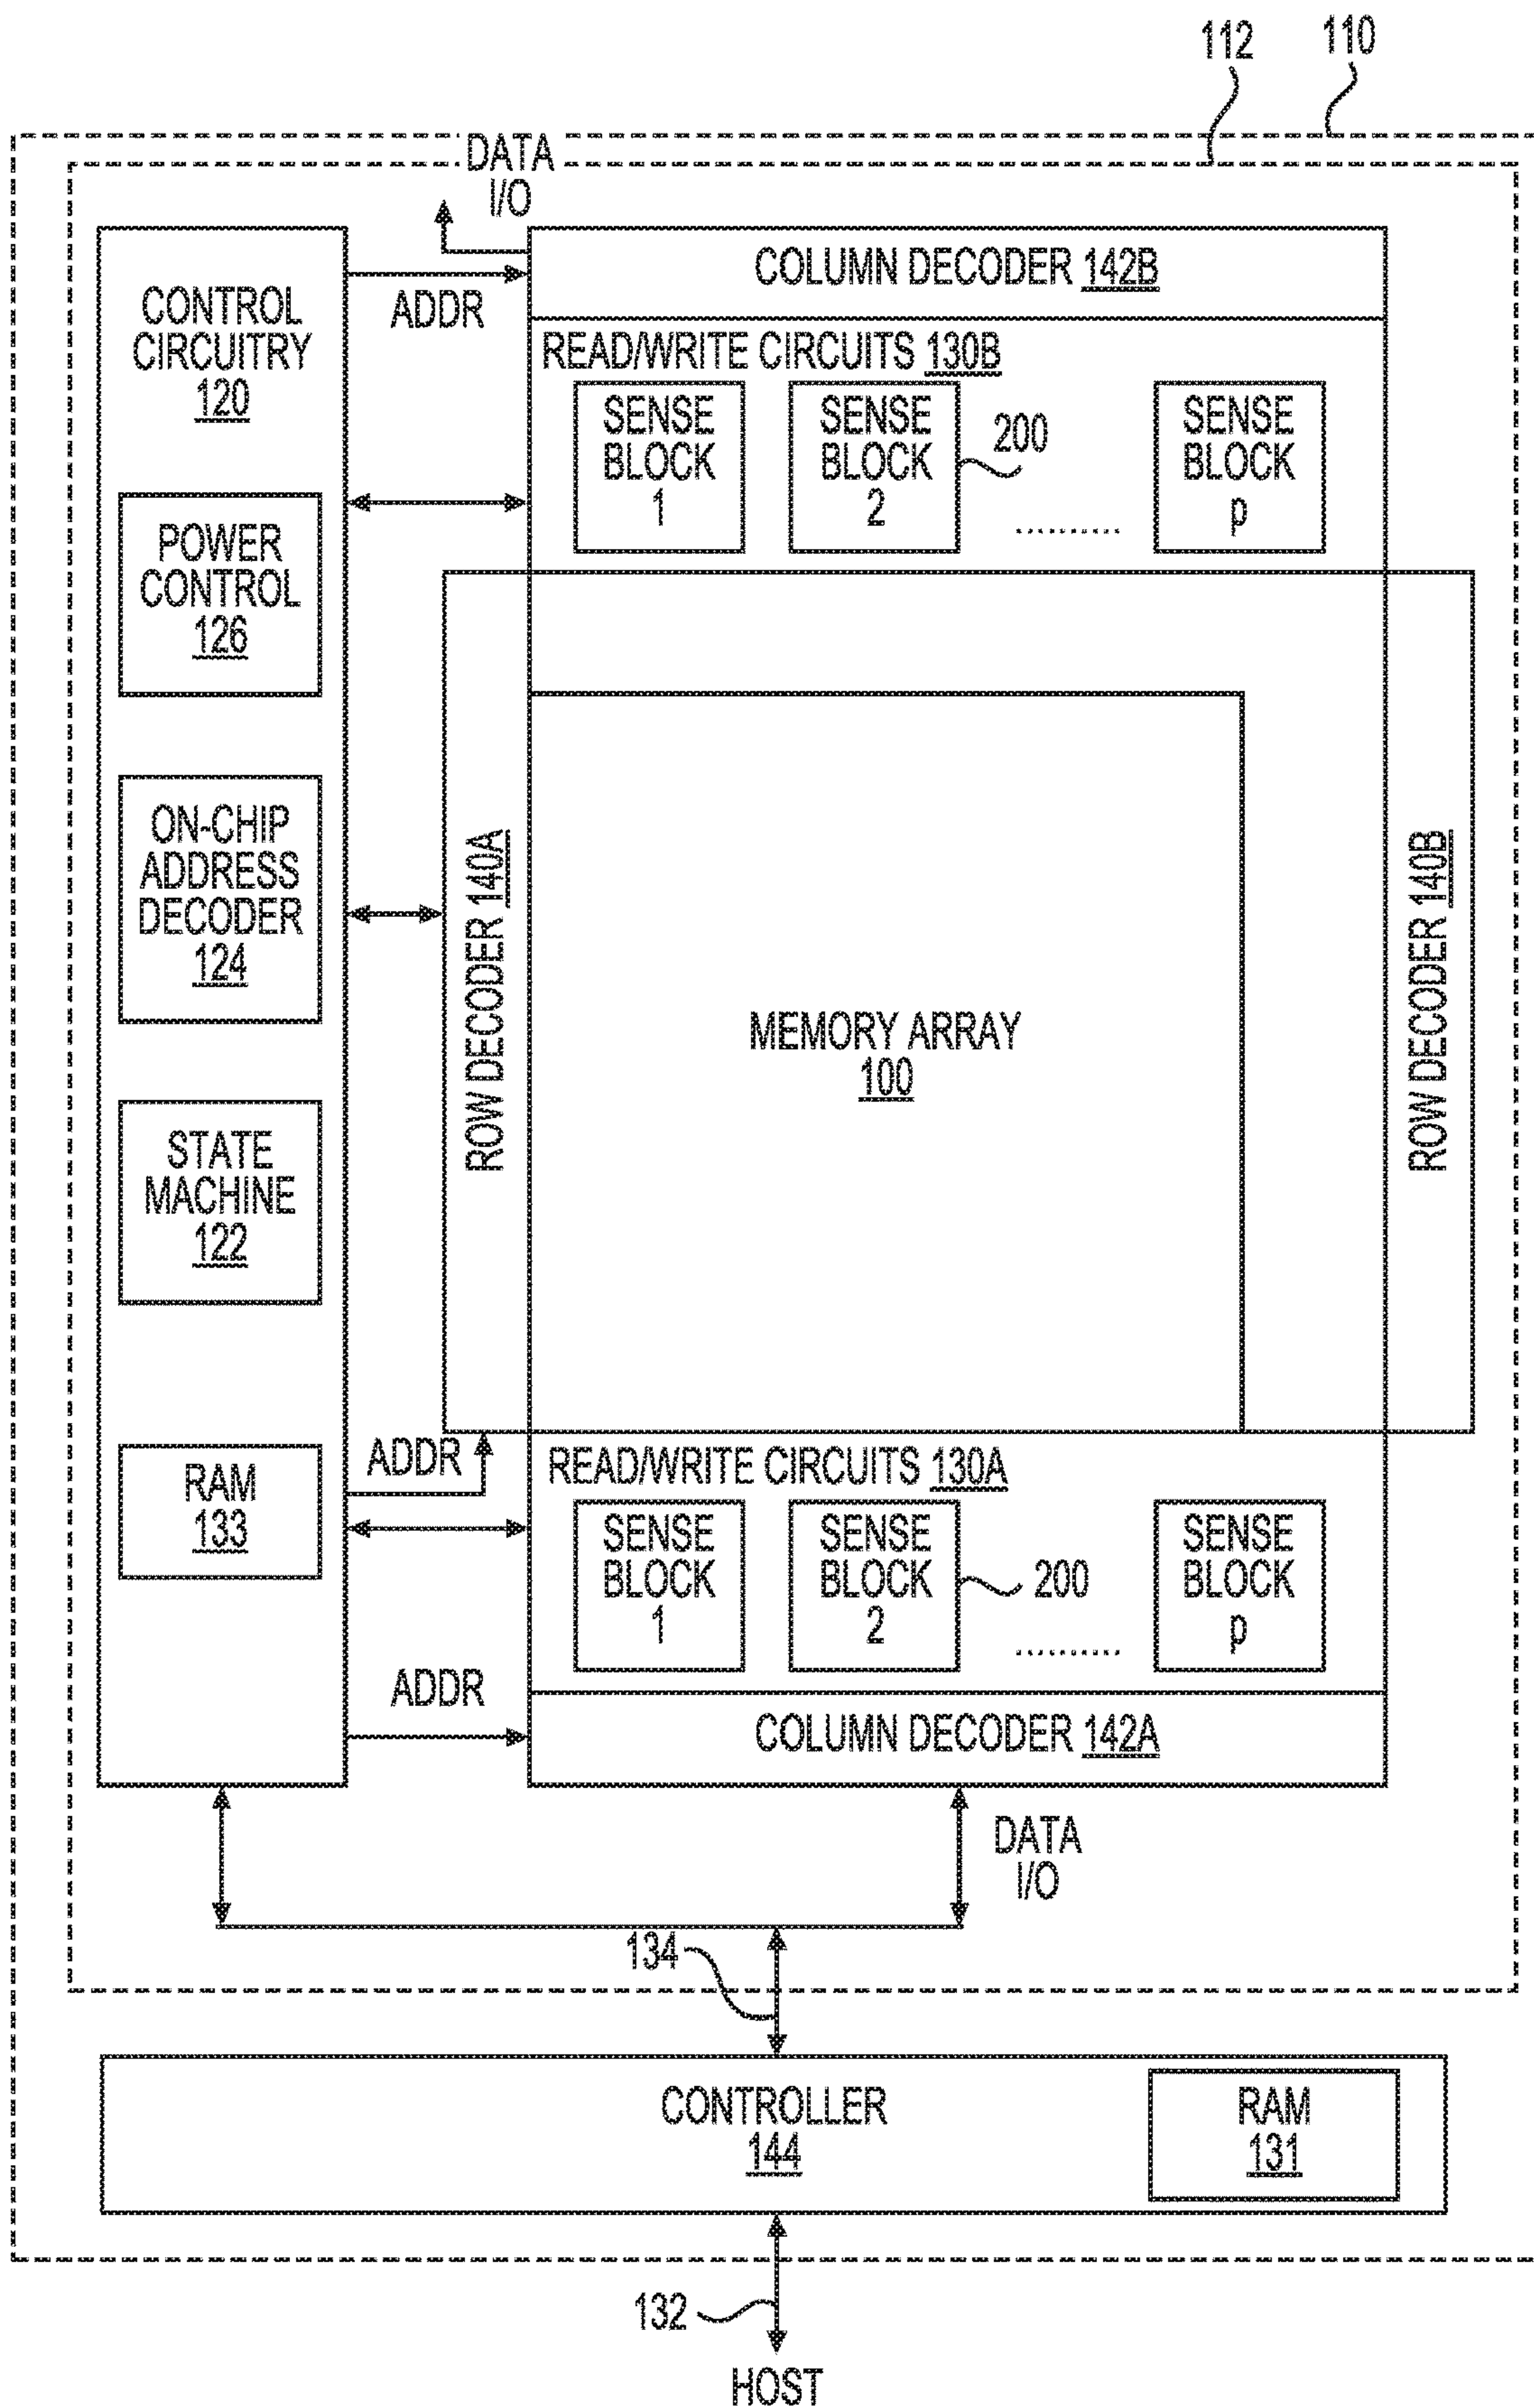 112
110
DATA
I/O
CONTROL
CIRCUITRY
120
ADDR
COLUMN DECODER 142B
READ/WRITE CIRCUITS 130B
SENSE
BLOCK
1
SENSE
BLOCK
2
200
.........
SENSE
BLOCK
p
POWER
CONTROL
126
ON-CHIP
ADDRESS
DECODER
124
STATE
MACHINE
122
RAM
133
ROW DECODER 140A
MEMORY ARRAY
100
ROW DECODER 140B
ADDR
READ/WRITE CIRCUITS 130A
SENSE
BLOCK
1
SENSE
BLOCK
2
200
.........
SENSE
BLOCK
p
ADDR
COLUMN DECODER 142A
DATA
I/O
134
CONTROLLER
144
RAM
131
132
HOST